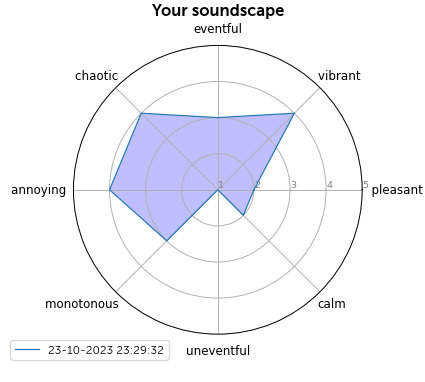 Your soundscape
eventful
chaotic
vibrant
annoying
1 2 3 4 5
pleasant
monotonous
calm
uneventful
23-10-2023 23:29:32